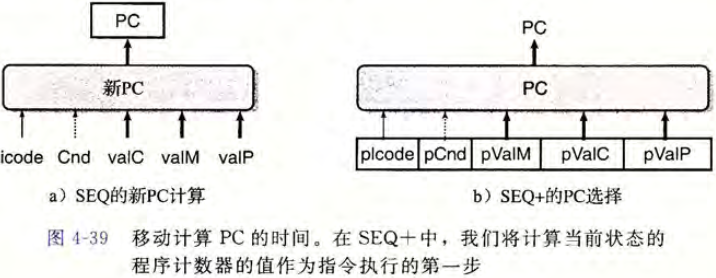 PC
PC
新PC
PC
icode Cnd valC valM valP
pIcode pCnd pValM pValC pValP
a）SEQ的新PC计算
b）SEQ+的PC选择
图 4-39 移动计算 PC 的时间。在 SEQ＋中，我们将计算当前状态的
程序计数器的值作为指令执行的第一步